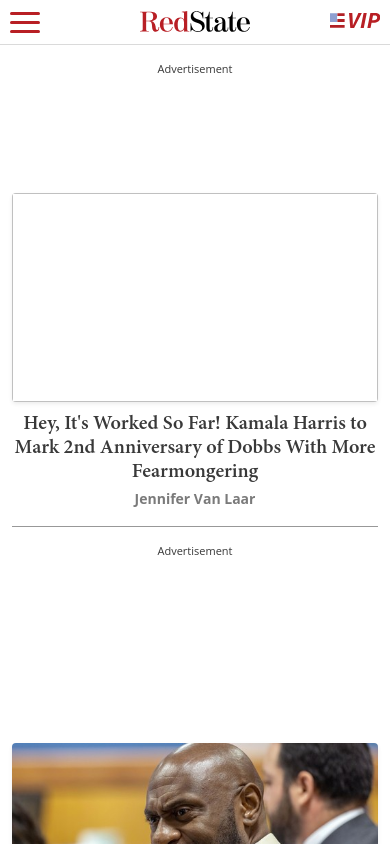 RedState
VIP
Advertisement
Hey, It's Worked So Far! Kamala Harris to
Mark 2nd Anniversary of Dobbs With More
Fearmongering
Jennifer Van Laar
Advertisement